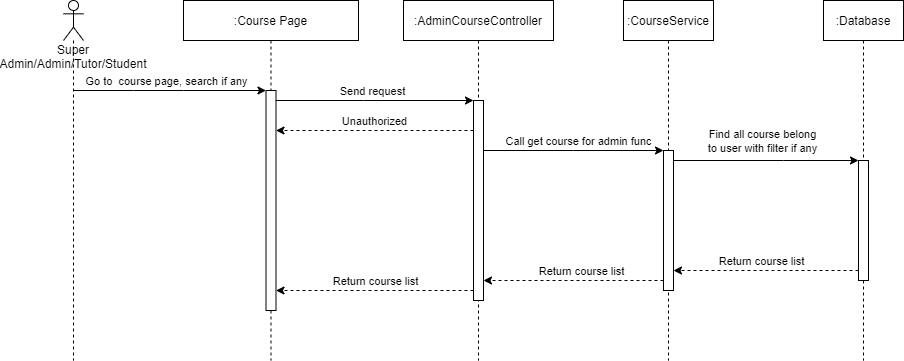 :Course Page
:AdminCourseController
:CourseService
:Database
Super
Admin/Admin/Tutor/Student
Go to  course page, search if any
Send request
Unauthorized
Call get course for admin func
Find all course belong
to user with filter if any
Return course list
Return course list
Return course list